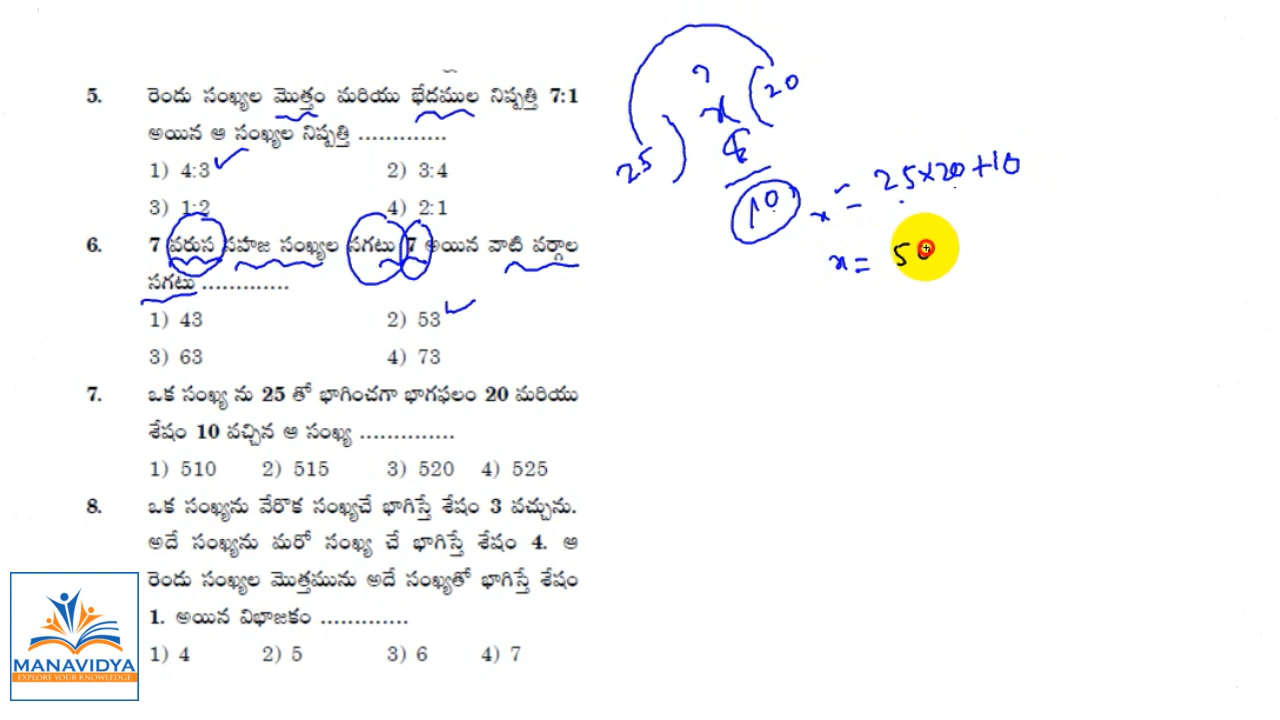 5. రెండు సంఖ్యల మొత్తం మరియు భేదముల నిష్పత్తి 7:1
అయిన ఆ సంఖ్యల నిష్పత్తి .............
1) 4:3 2) 3:4
3) 1:2 4) 2:1
6. 7 వరుస సహజ సంఖ్యల సగటు 7 అయిన వాటి వర్గాల
సగటు .............
1) 43 2) 53
3) 63 4) 73
7. ఒక సంఖ్య ను 25 తో భాగించగా భాగఫలం 20 మరియు
శేషం 10 వచ్చిన ఆ సంఖ్య ..............
1) 510 2) 515 3) 520 4) 525
8. ఒక సంఖ్యను వేరొక సంఖ్యచే భాగిస్తే శేషం 3 వచ్చును.
అదే సంఖ్యను మరో సంఖ్య చే భాగిస్తే శేషం 4. ఆ
రెండు సంఖ్యల మొత్తమును అదే సంఖ్యతో భాగిస్తే శేషం
1. అయిన విభాజకం .............
1) 4 2) 5 3) 6 4) 7
?
25 ) x ( 20
10
x = 25×20+10
x = 50
MANAVIDYA
EXPLORE YOUR KNOWLEDGE